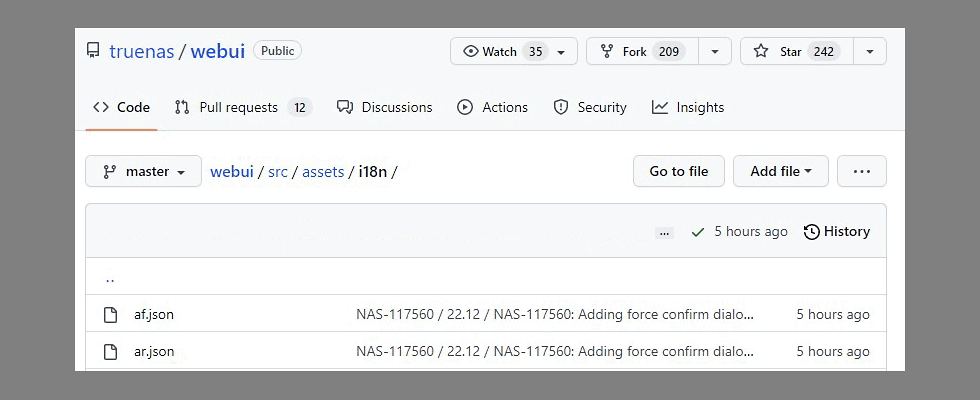 truenas / webui Public Watch 35 Fork 209 Star 242
Code Pull requests 12 Discussions Actions Security Insights
master webui / src / assets / i18n / Go to file Add file ...
... 5 hours ago History
..
af.json NAS-117560 / 22.12 / NAS-117560: Adding force confirm dialo... 5 hours ago
ar.json NAS-117560 / 22.12 / NAS-117560: Adding force confirm dialo... 5 hours ago